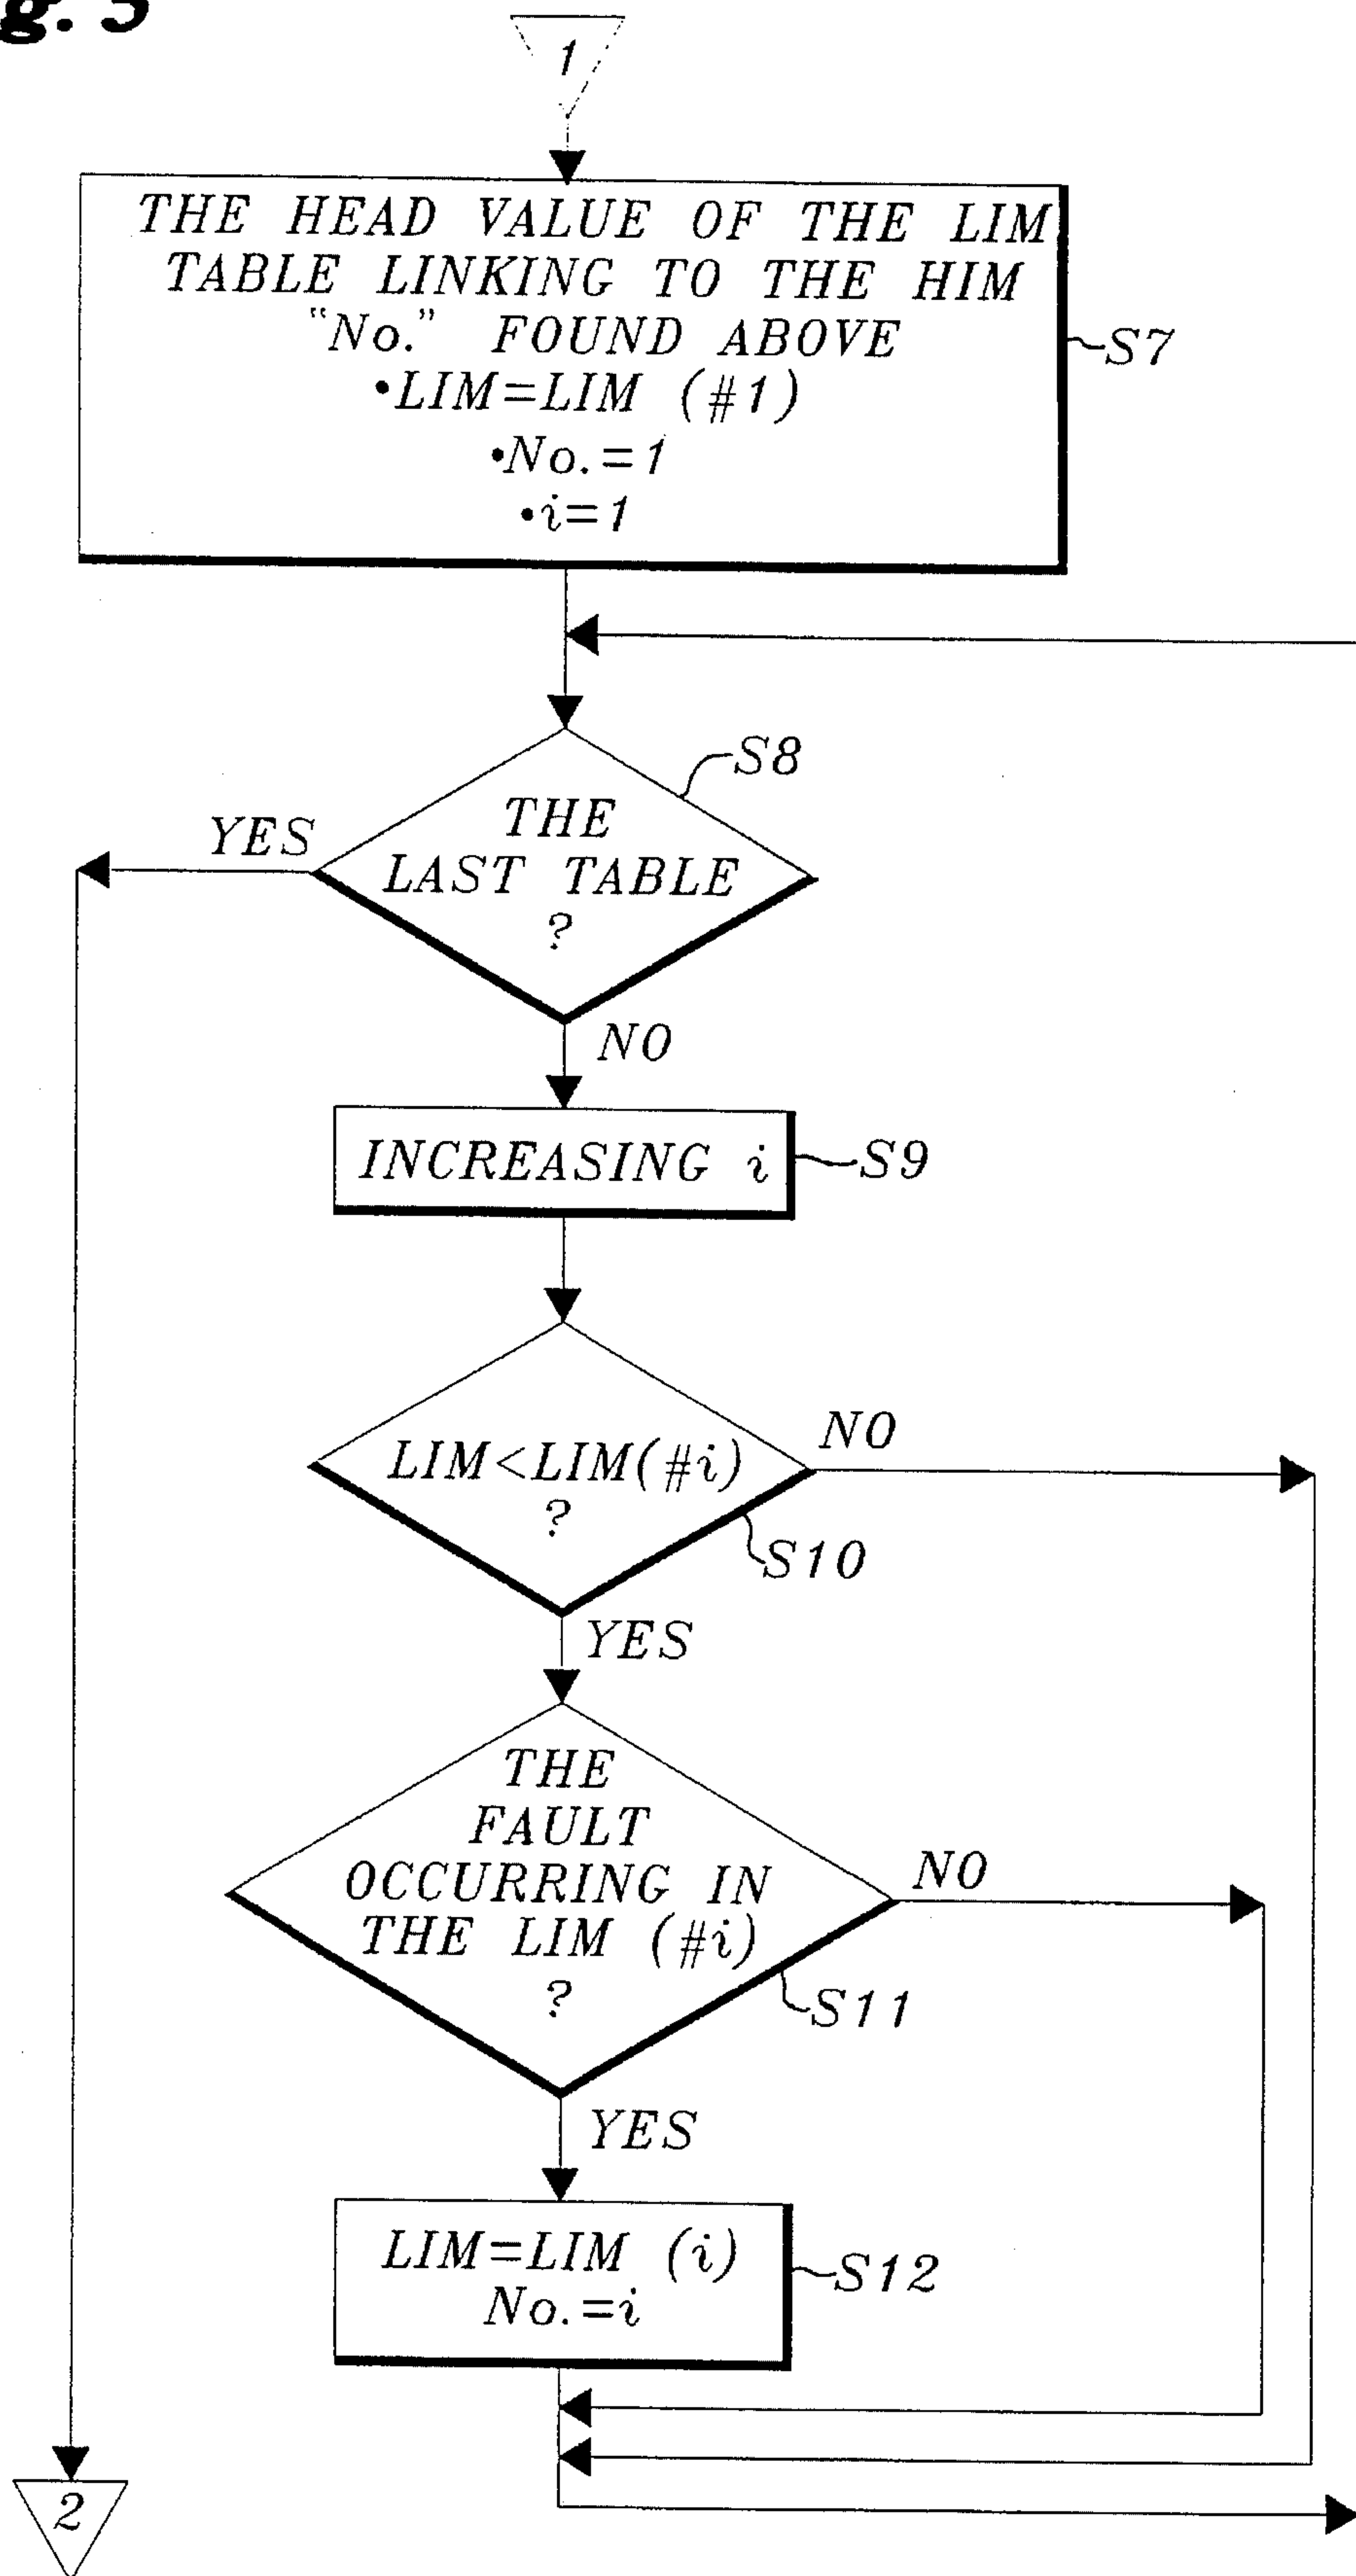 g. 5
1
THE HEAD VALUE OF THE LIM
TABLE LINKING TO THE HIM
"No." FOUND ABOVE
•LIM=LIM (#1)
•No.=1
•i=1
S7
S8
THE
LAST TABLE
?
YES
NO
INCREASING i
S9
LIM<LIM(#i)
?
NO
S10
YES
THE
FAULT
OCCURRING IN
THE LIM (#i)
?
NO
S11
YES
LIM=LIM (i)
No.=i
S12
2